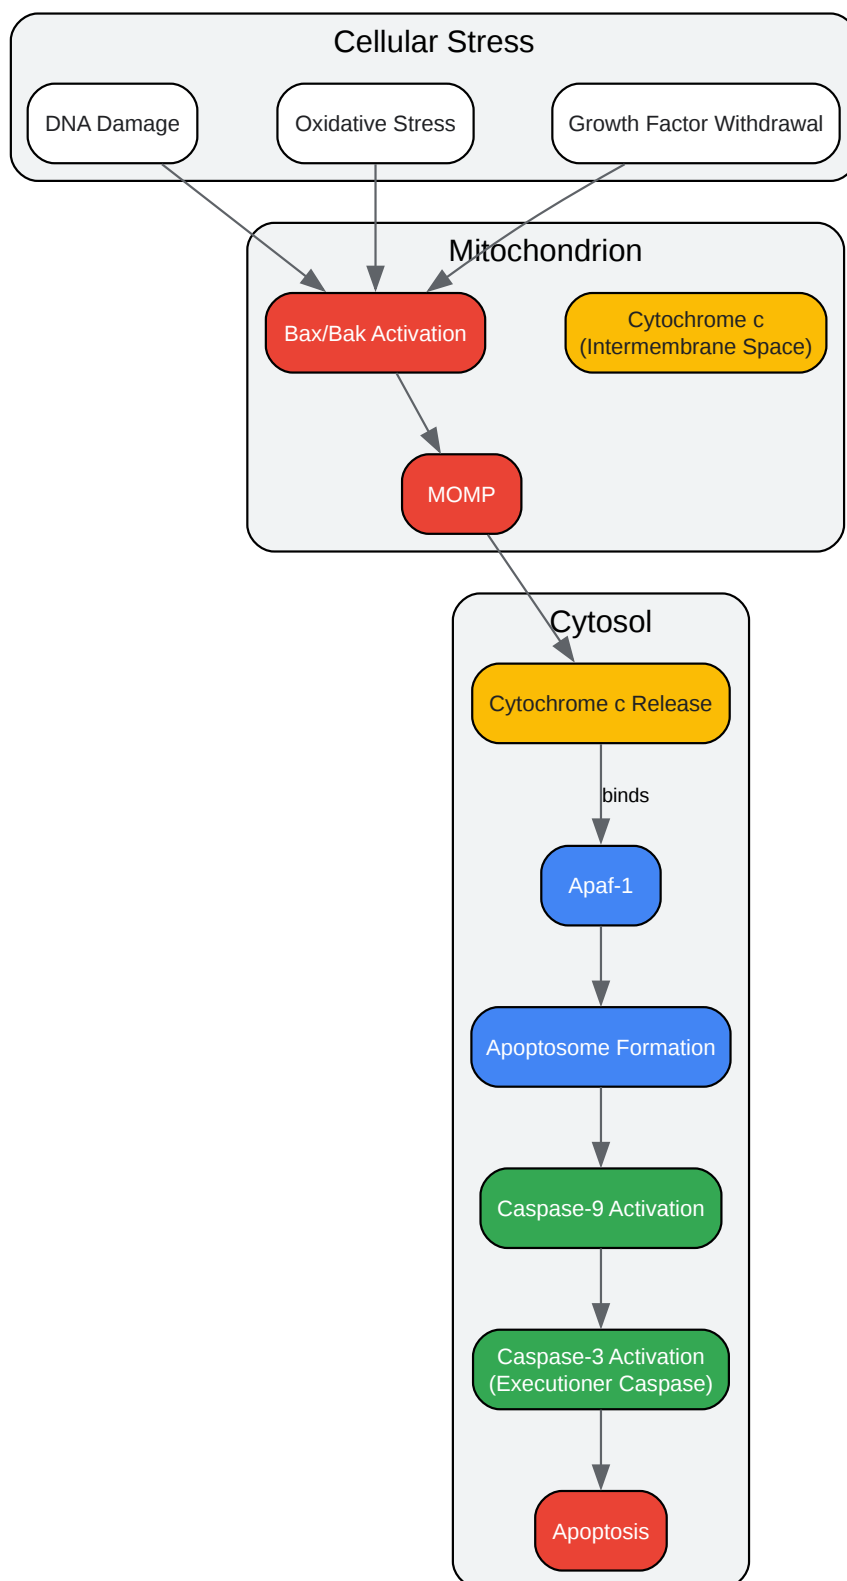 Cellular Stress
DNA Damage
Oxidative Stress
Growth Factor Withdrawal
Mitochondrion
Bax/Bak Activation
Cytochrome c
(Intermembrane Space)
MOMP
Cytosol
Cytochrome c Release
binds
Apaf-1
Apoptosome Formation
Caspase-9 Activation
Caspase-3 Activation
(Executioner Caspase)
Apoptosis